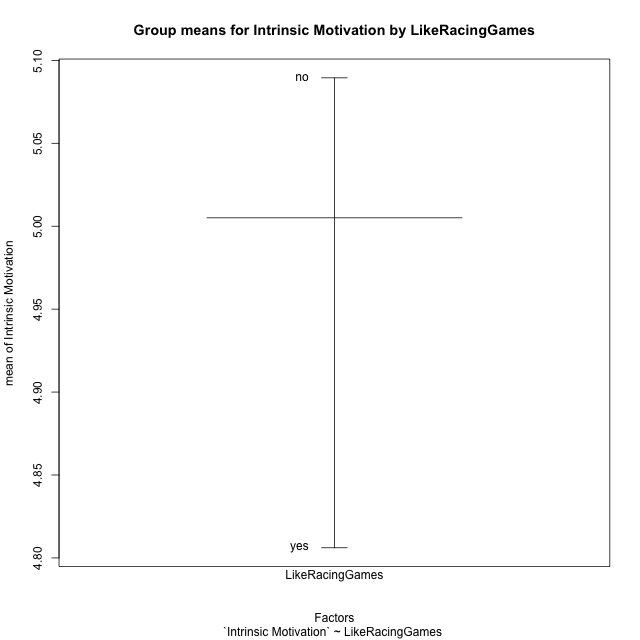 Group means for Intrinsic Motivation by LikeRacingGames
mean of Intrinsic Motivation
5.10
5.05
5.00
4.95
4.90
4.85
4.80
no
yes
LikeRacingGames
Factors
`Intrinsic Motivation` ~ LikeRacingGames